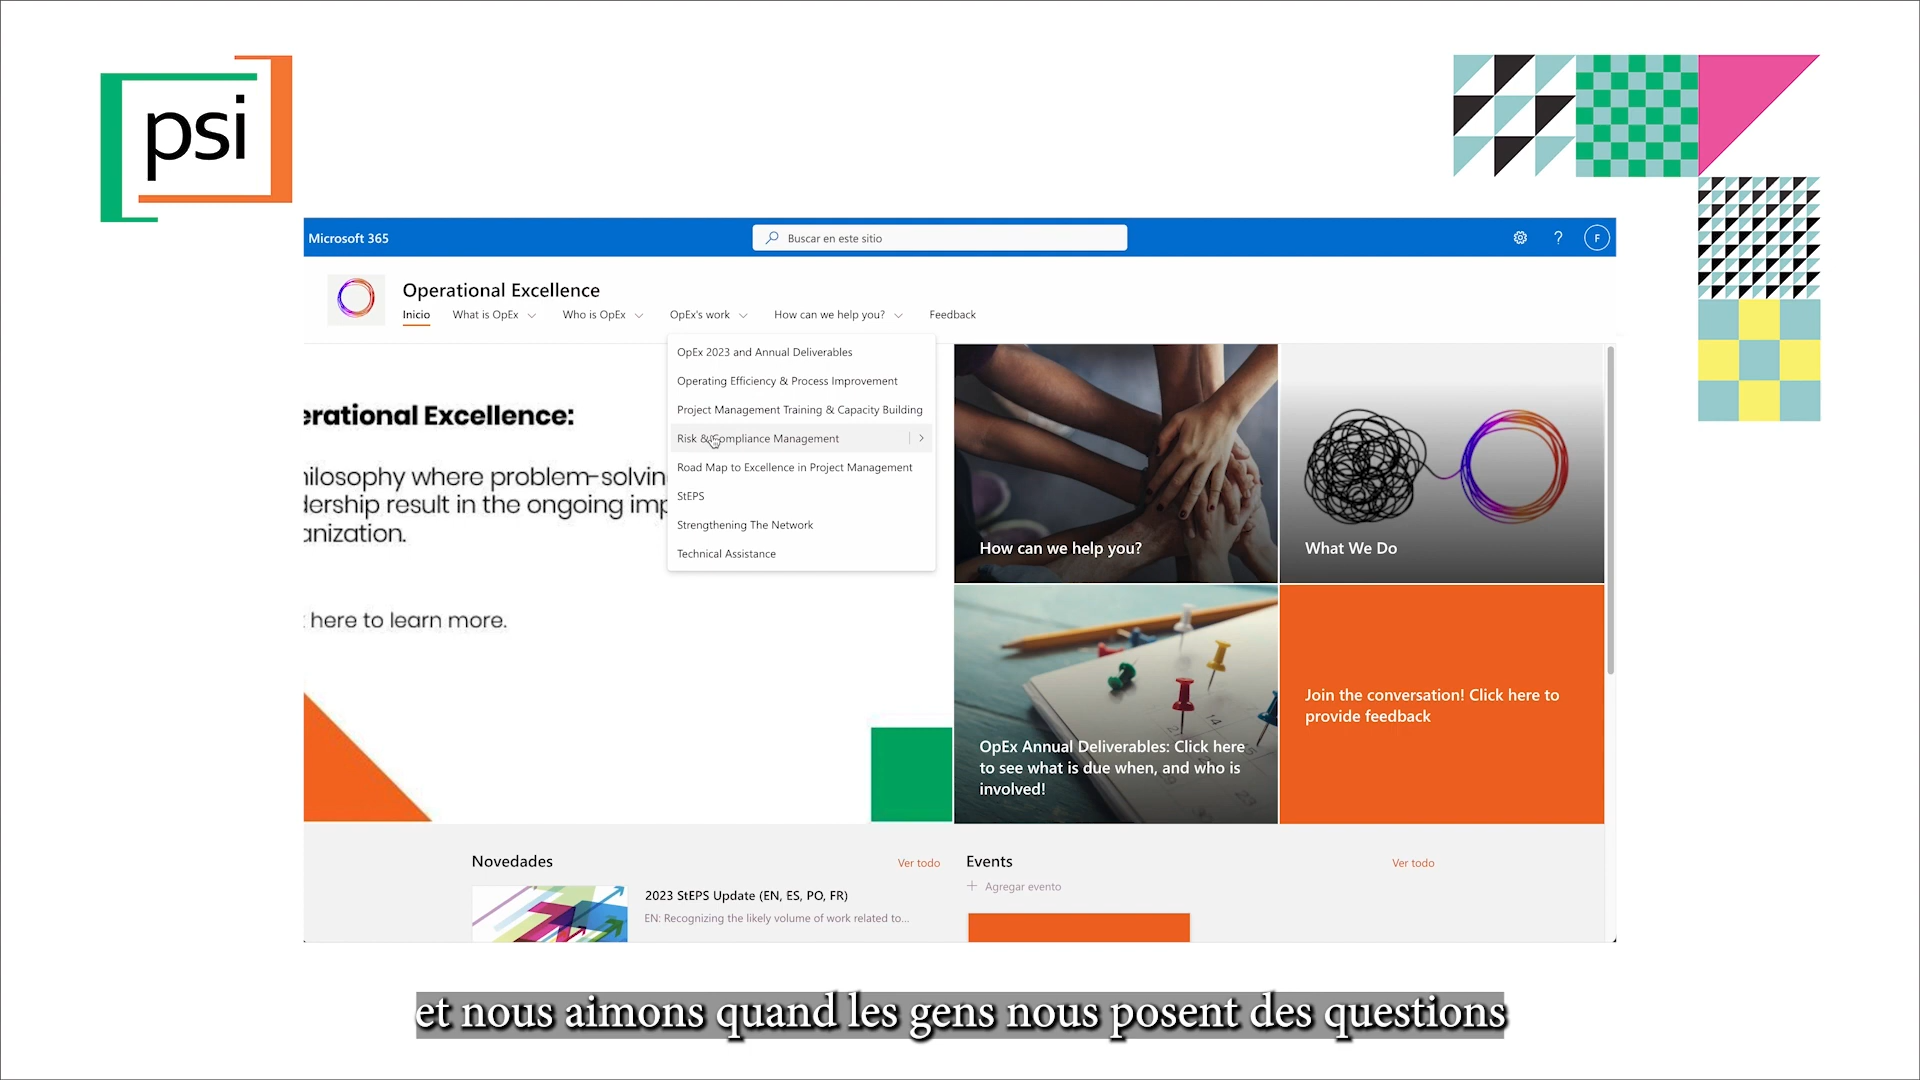 psi
Microsoft 365
Buscar en este sitio
?
F
Operational Excellence
Inicio
What is OpEx
Who is OpEx
OpEx's work
How can we help you?
Feedback
OpEx 2023 and Annual Deliverables
Operating Efficiency & Process Improvement
Project Management Training & Capacity Building
Risk & Compliance Management
Road Map to Excellence in Project Management
StEPS
Strengthening The Network
Technical Assistance
erational Excellence:
hilosophy where problem-solvin
dership result in the ongoing imp
anization.
here to learn more.
How can we help you?
What We Do
OpEx Annual Deliverables: Click here
to see what is due when, and who is
involved!
Join the conversation! Click here to
provide feedback
Novedades
Ver todo
2023 StEPS Update (EN, ES, PO, FR)
EN: Recognizing the likely volume of work related to...
Events
Ver todo
+ Agregar evento
et nous aimons quand les gens nous posent des questions